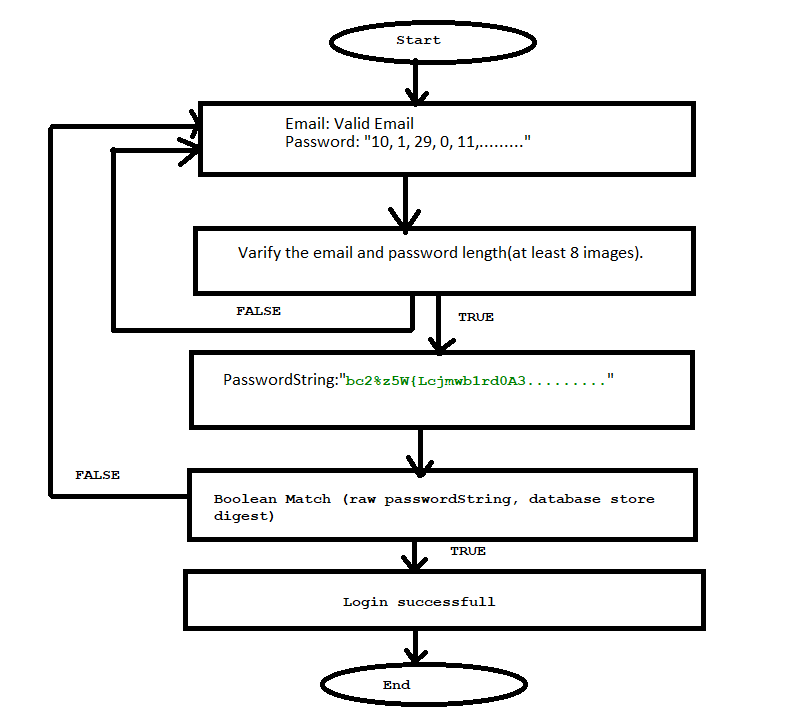 Start
Email: Valid Email
Password: "10, 1, 29, 0, 11,………"
Varify the email and password length(at least 8 images).
FALSE
TRUE
PasswordString:"bc2%z5W{Lcjmwb1rd0A3........."
FALSE
Boolean Match (raw passwordString, database store
digest)
TRUE
Login successfull
End